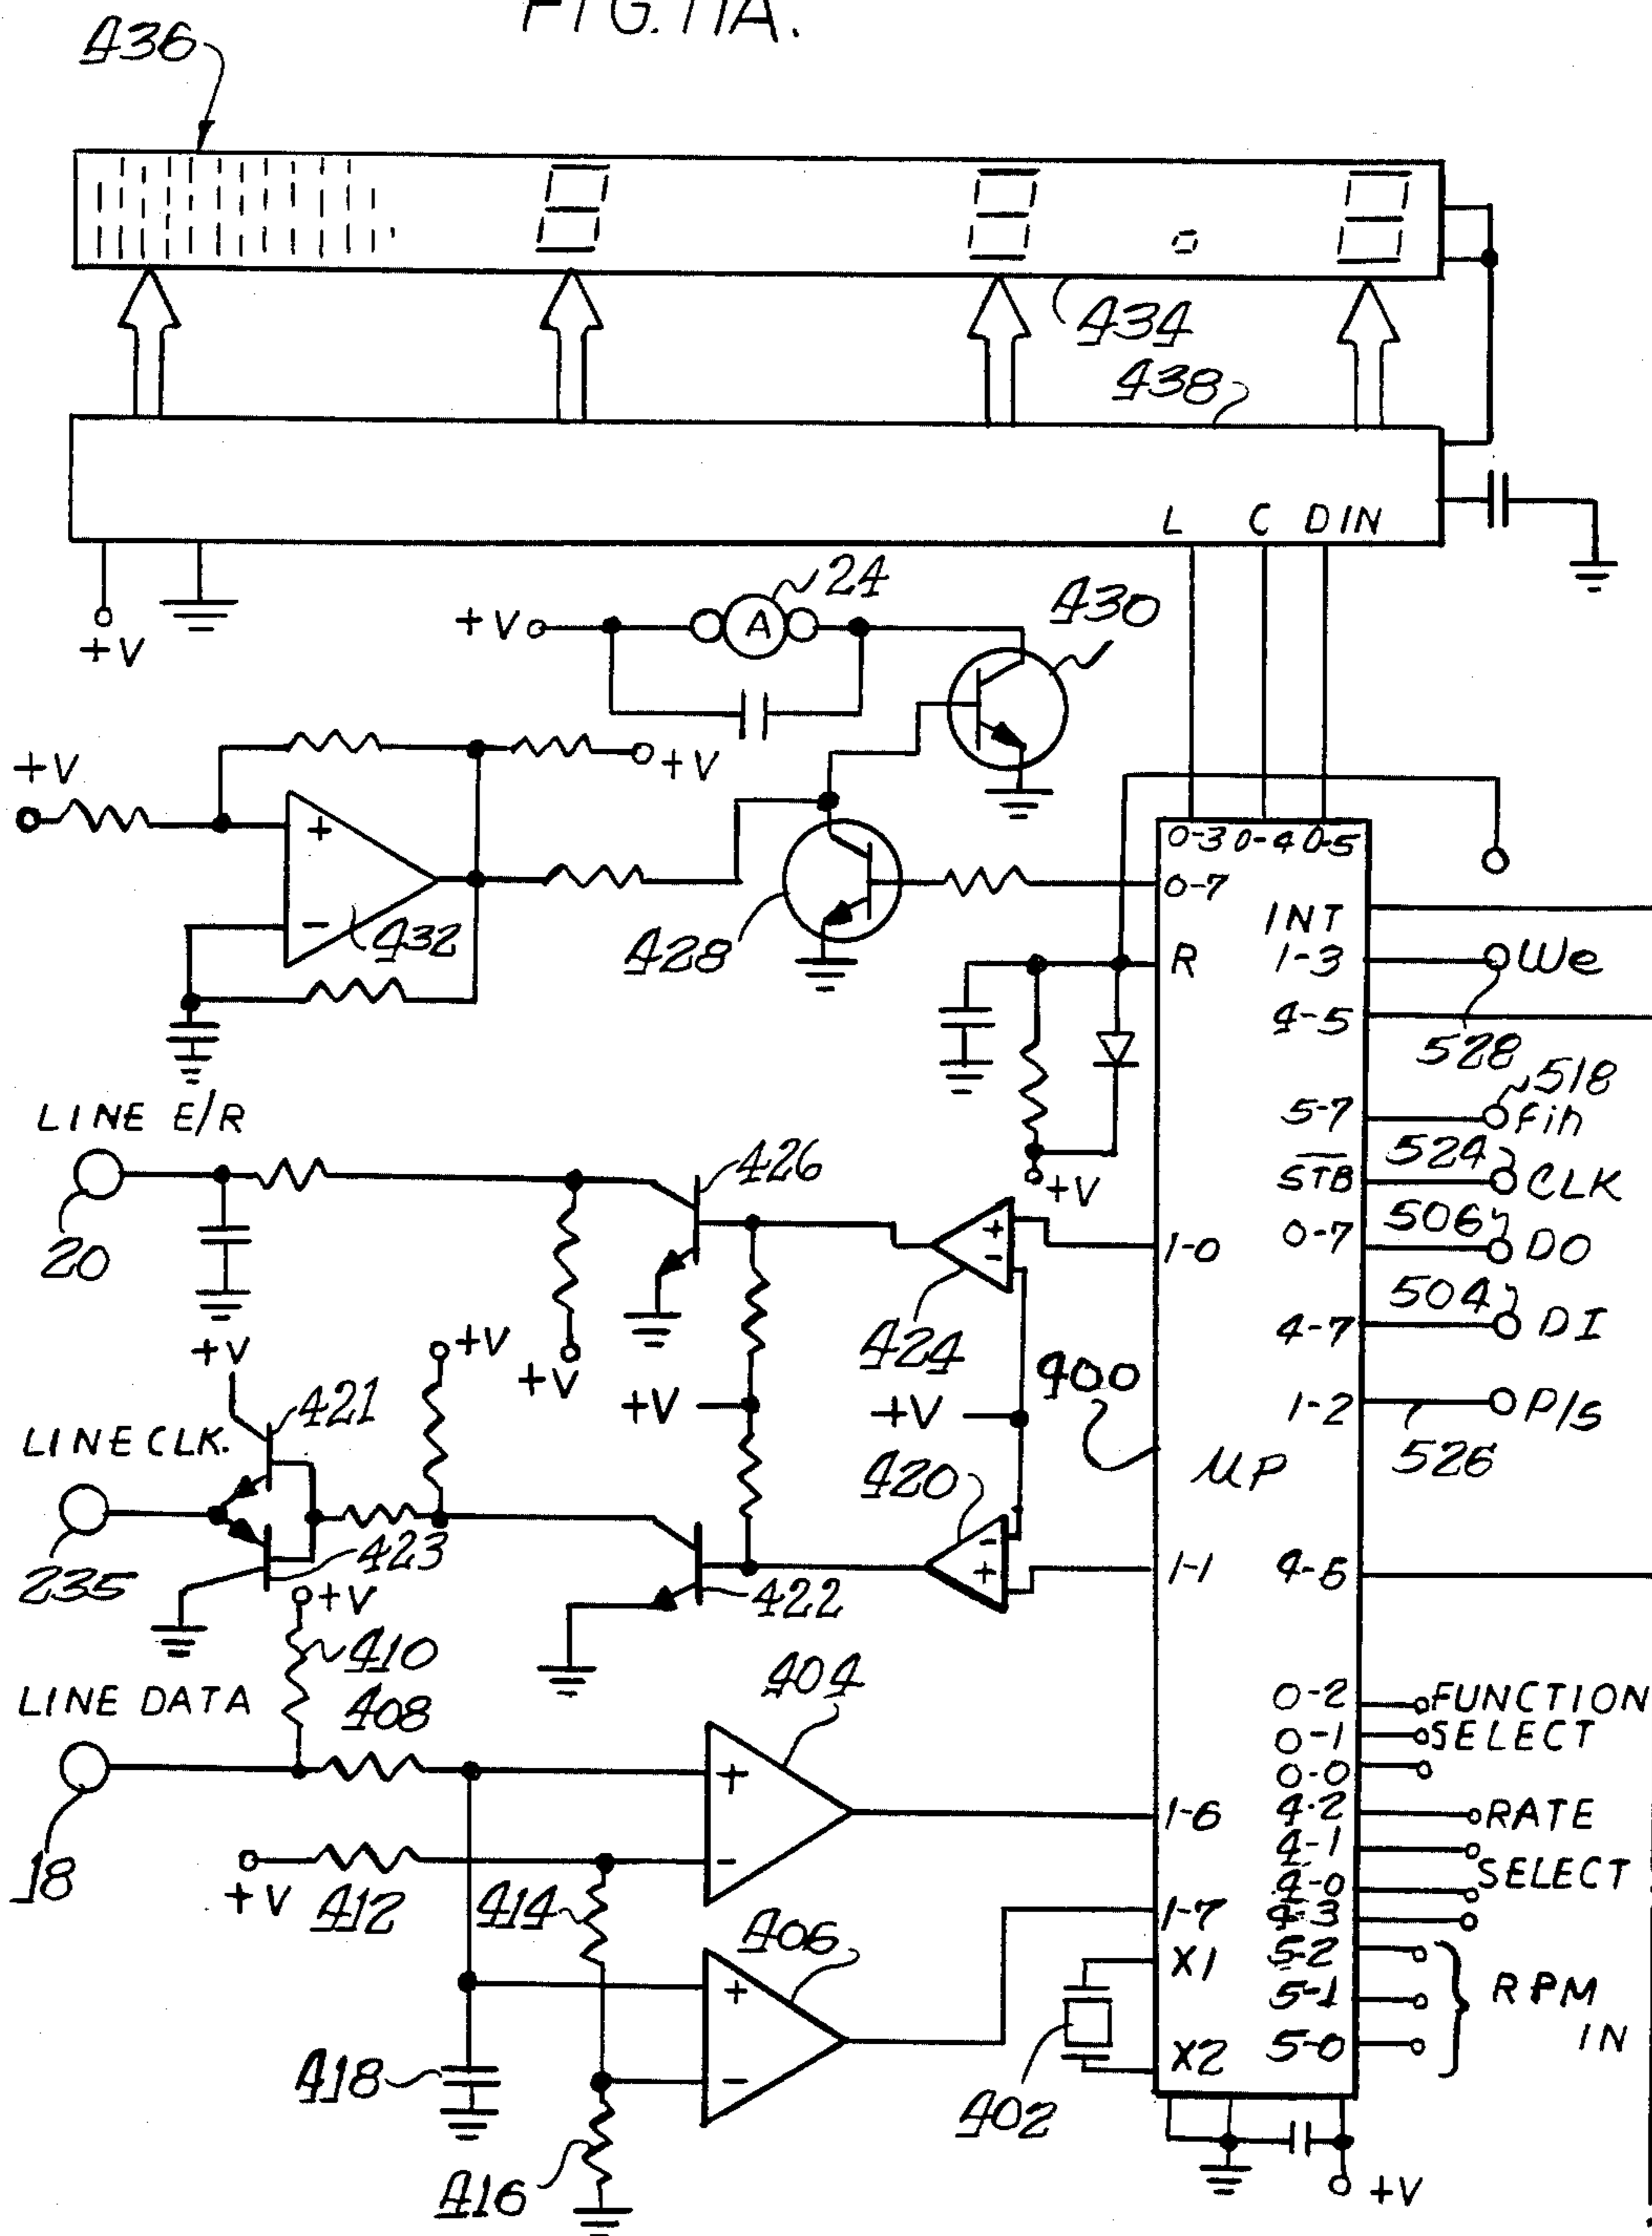 FIG. 11A.
436
434
438
L C DIN
+V
24
+V A
430
+V
+V
+
-
432
428
0-3 0-4 0-5
0-7
INT
R
1-3 We
4-5
528
518
5-7 fin
524
STB CLK
506
0-7 DO
504
4-7 DI
1-2 P/S
526
+V
LINE E/R
20
426
+
-
424
1-0
+V
+V
+V
+V
+V
400
μP
421
LINE CLK.
235
423
422
420
-
+
1-1
4-6
+V
410
LINE DATA
408
18
404
+
-
1-6
+V
412
414
406
+
-
1-7
X1
X2
402
418
416
0-2 FUNCTION
0-1 SELECT
0-0
4-2 RATE
4-1
SELECT
4-0
4-3
5-2
5-1 RPM
IN
5-0
+V